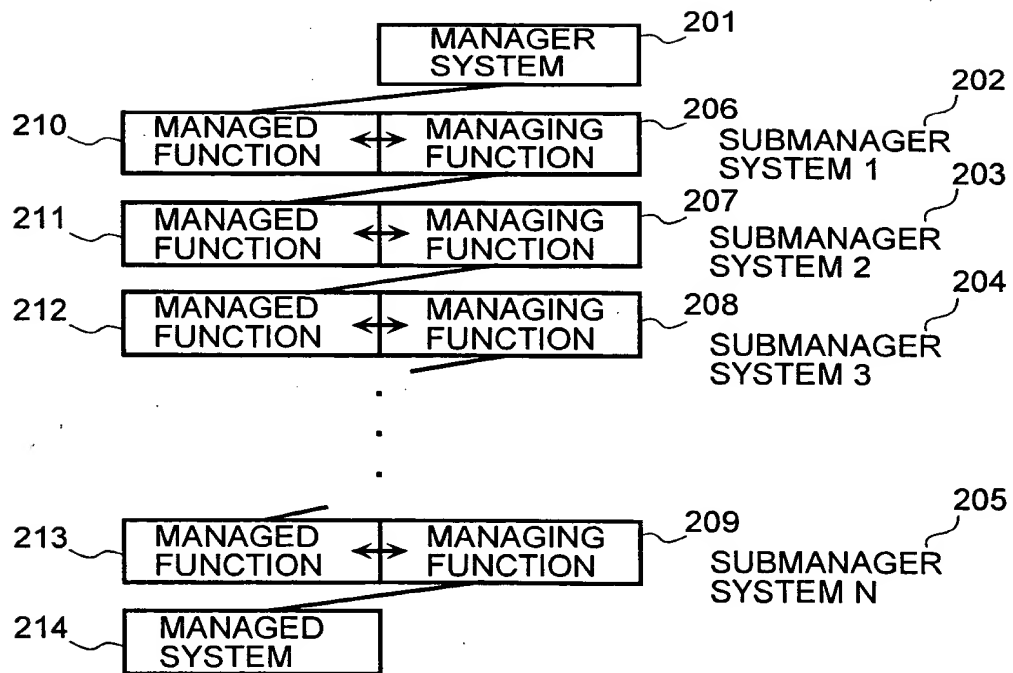 201
MANAGER
SYSTEM
202
210
MANAGED
FUNCTION
MANAGING
FUNCTION
206
SUBMANAGER
SYSTEM 1
203
211
MANAGED
FUNCTION
MANAGING
FUNCTION
207
SUBMANAGER
SYSTEM 2
204
212
MANAGED
FUNCTION
MANAGING
FUNCTION
208
SUBMANAGER
SYSTEM 3
205
213
MANAGED
FUNCTION
MANAGING
FUNCTION
209
SUBMANAGER
SYSTEM N
214
MANAGED
SYSTEM